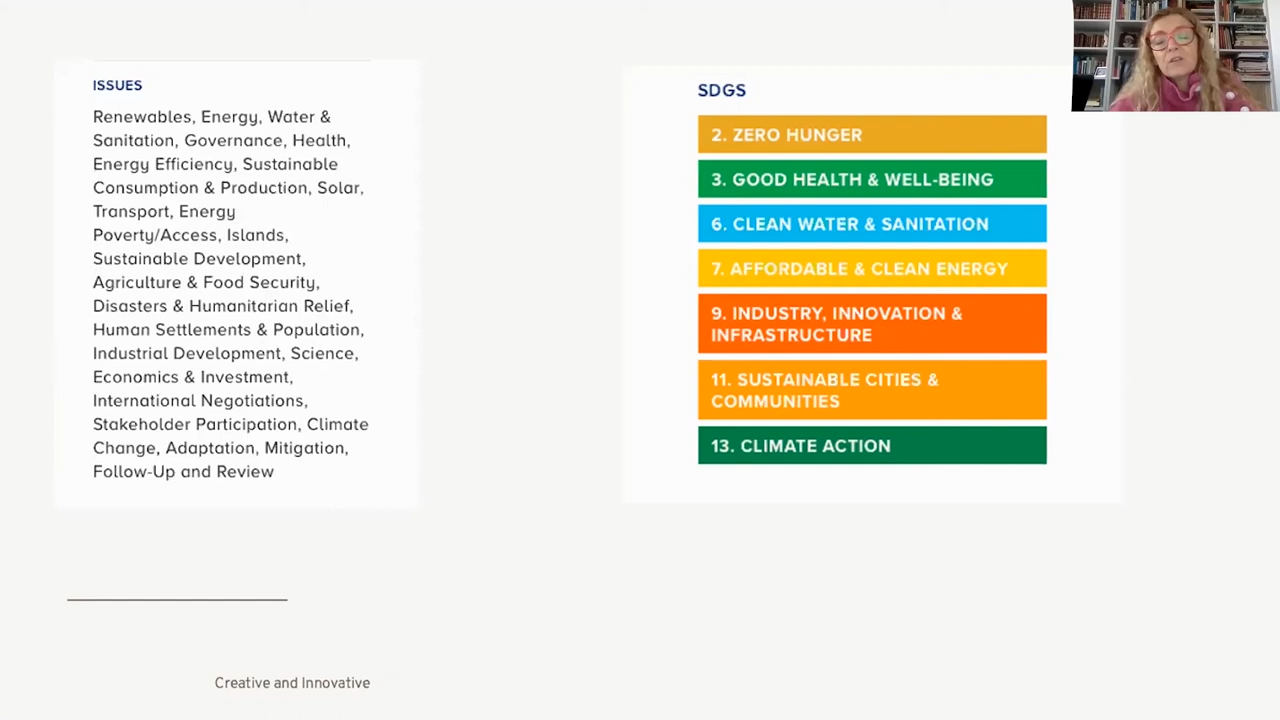 ISSUES
Renewables, Energy, Water &
Sanitation, Governance, Health,
Energy Efficiency, Sustainable
Consumption & Production, Solar,
Transport, Energy
Poverty/Access, Islands,
Sustainable Development,
Agriculture & Food Security,
Disasters & Humanitarian Relief,
Human Settlements & Population,
Industrial Development, Science,
Economics & Investment,
International Negotiations,
Stakeholder Participation, Climate
Change, Adaptation, Mitigation,
Follow-Up and Review
SDGS
2. ZERO HUNGER
3. GOOD HEALTH & WELL-BEING
6. CLEAN WATER & SANITATION
7. AFFORDABLE & CLEAN ENERGY
9. INDUSTRY, INNOVATION &
INFRASTRUCTURE
11. SUSTAINABLE CITIES &
COMMUNITIES
13. CLIMATE ACTION
Creative and Innovative